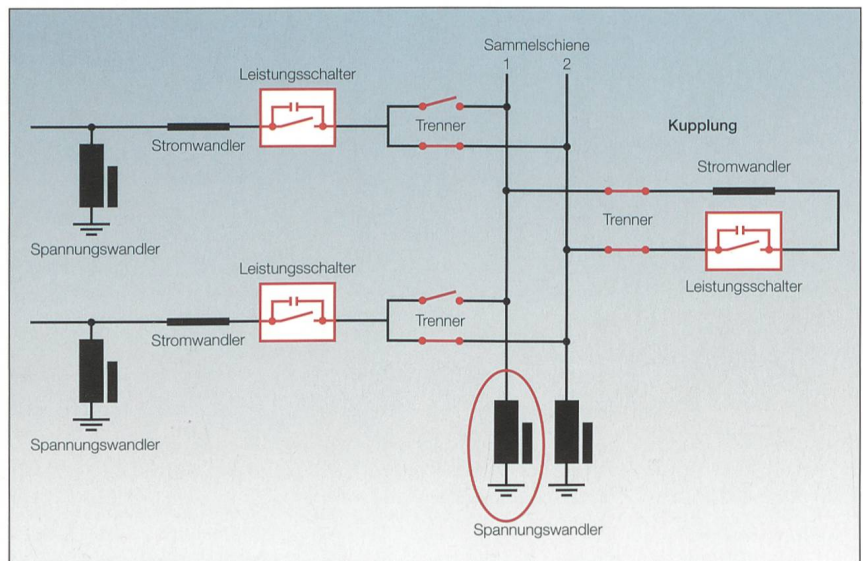 Sammelschiene
1 2
Leistungsschalter
Trenner
Stromwandler
Spannungswandler
Kupplung
Stromwandler
Trenner
Leistungsschalter
Leistungsschalter
Trenner
Stromwandler
Spannungswandler
Spannungswandler